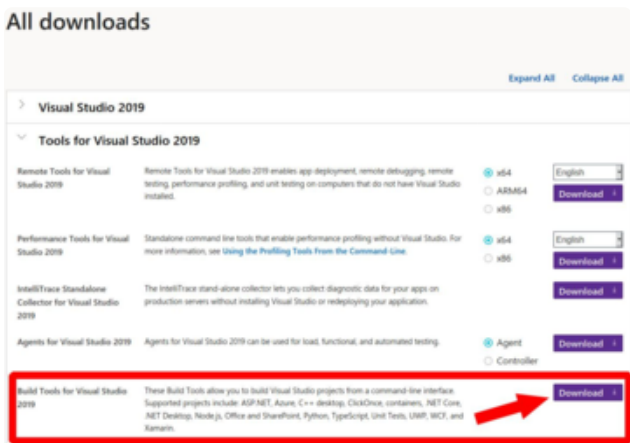 All downloads
Expand All Collapse All
Visual Studio 2019
Tools for Visual Studio 2019
Remote Tools for Visual
Studio 2019
Remote Tools for Visual Studio 2019 enables app deployment, remote debugging, remote
testing, performance profiling, and unit testing on computers that do not have Visual Studio
installed.
x64
ARM64
x86
English
Download
Performance Tools for Visual
Studio 2019
Standalone command line tools that enable performance profiling without Visual Studio. For
more information, see Using the Profiling Tools From the Command-Line.
x64
x86
English
Download
IntelliTrace Standalone
Collector for Visual Studio
2019
The IntelliTrace stand-alone collector lets you collect diagnostic data for your apps on
production servers without installing Visual Studio or redeploying your application.
Download
Agents for Visual Studio 2019
Agents for Visual Studio 2019 can be used for load, functional, and automated testing.
Agent
Controller
Download
Build Tools for Visual Studio
2019
These Build Tools allow you to build Visual Studio projects from a command-line interface.
Supported projects include: ASP.NET, Azure, C++ desktop, ClickOnce, containers, .NET Core,
.NET Desktop, Node.js, Office and SharePoint, Python, TypeScript, Unit Tests, UWP, WCF, and
Xamarin.
Download